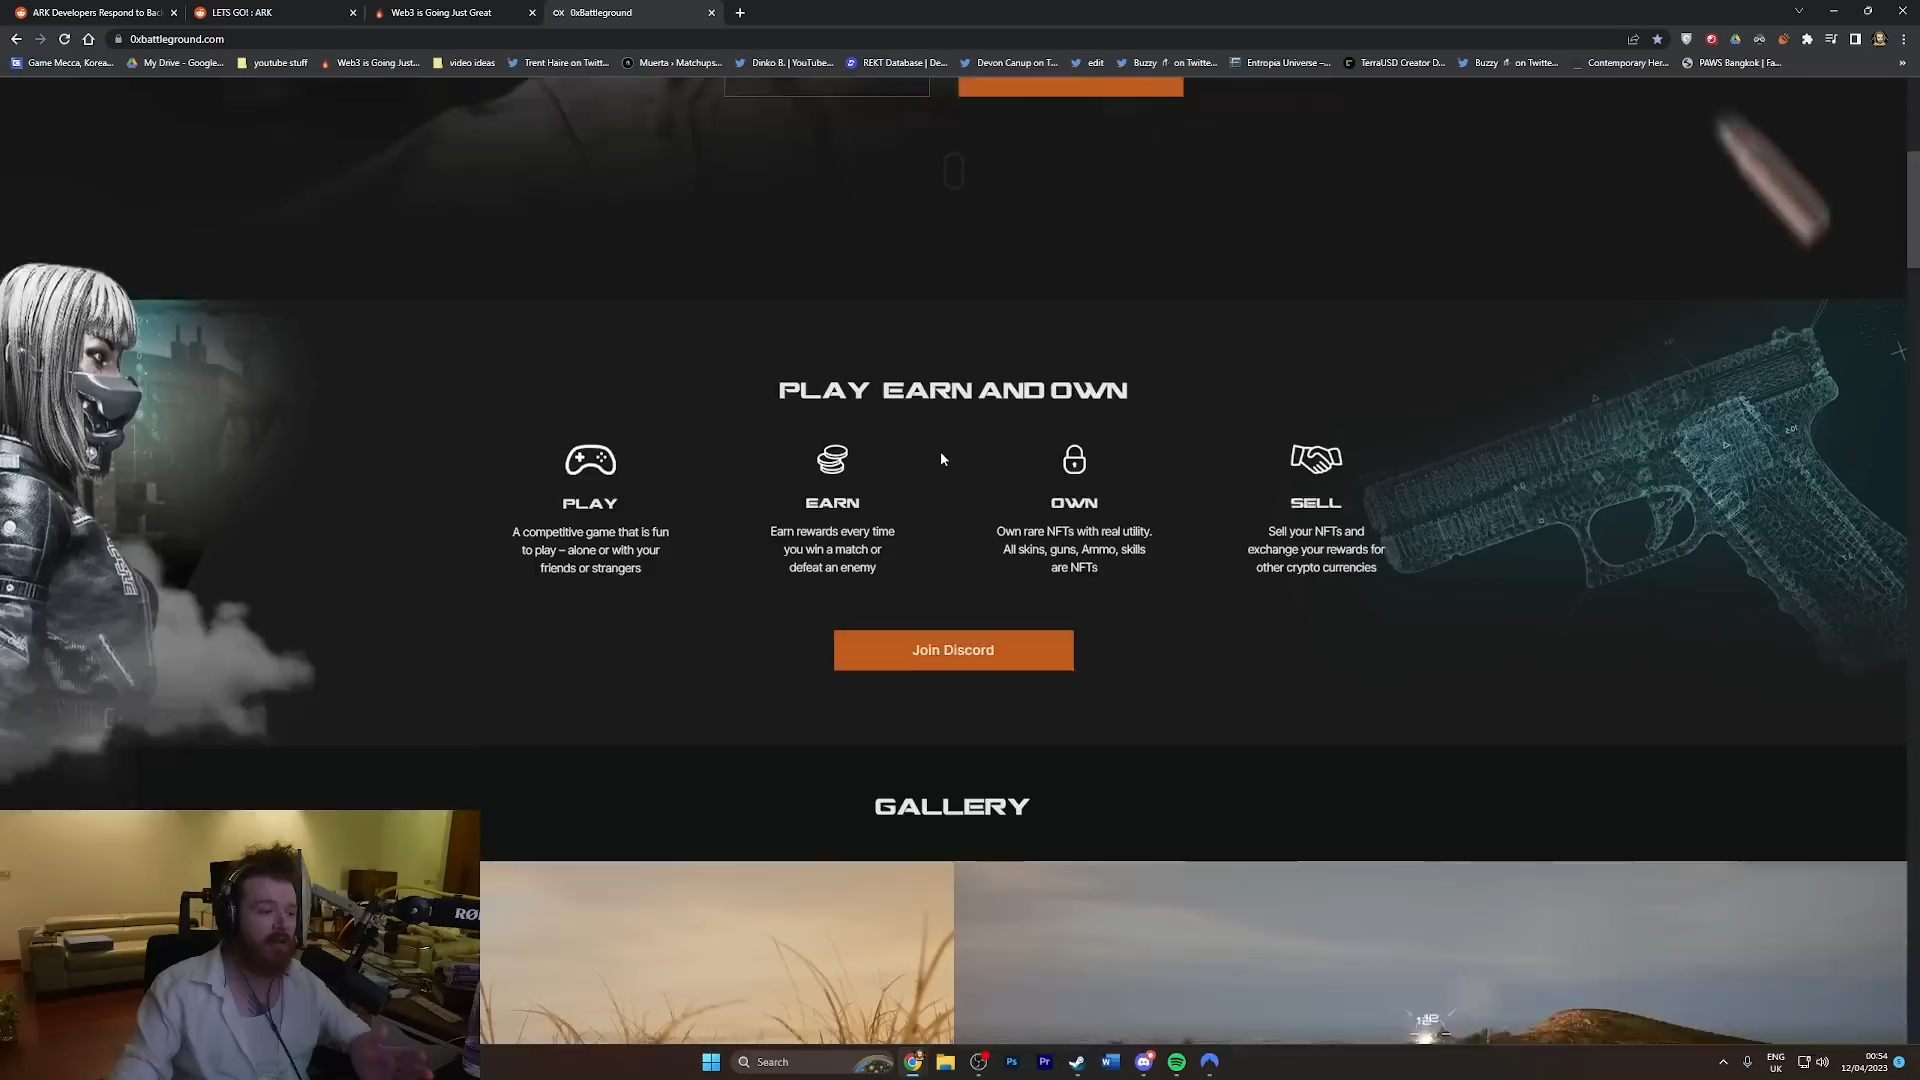 ARK Developers Respond to Bac
LETS GO! : ARK
Web3 is Going Just Great
OX 0xBattleground
0xbattleground.com
Game Mecca, Korea...
My Drive - Google...
youtube stuff
Web3 is Going Just...
video ideas
Trent Haire on Twitt...
Muerta › Matchups...
Dinko B. | YouTube...
REKT Database | De...
Devon Canup on T...
edit
Buzzy on Twitte...
Entropia Universe –...
TerraUSD Creator D...
Buzzy on Twitte...
Contemporary Her...
PAWS Bangkok | Fa...
PLAY EARN AND OWN
PLAY
A competitive game that is fun
to play – alone or with your
friends or strangers
EARN
Earn rewards every time
you win a match or
defeat an enemy
OWN
Own rare NFTs with real utility.
All skins, guns, Ammo, skills
are NFTs
SELL
Sell your NFTs and
exchange your rewards for
other crypto currencies
Join Discord
GALLERY
RØ
Search
Ps
Pr
W
ENG
UK
00:54
12/04/2023
5